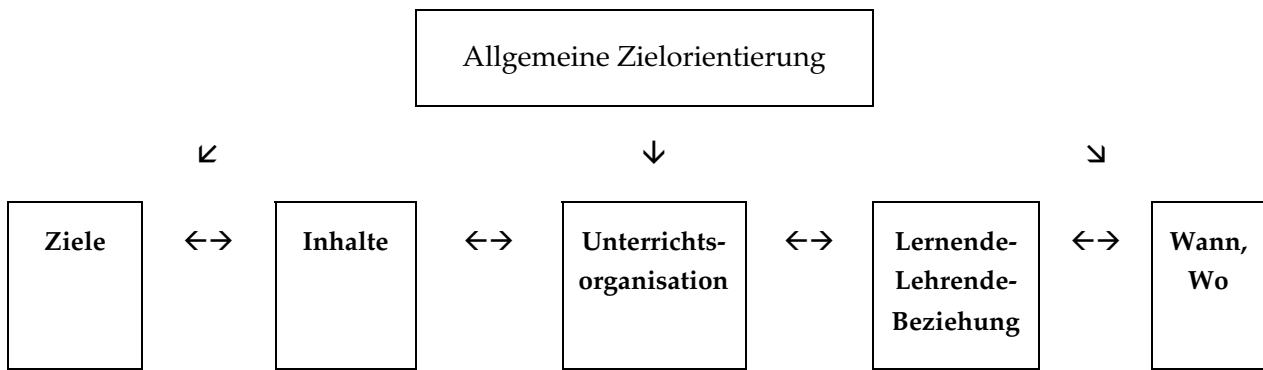 Allgemeine Zielorientierung
↙ ↓ ↘
Ziele ←→ Inhalte ←→ Unterrichts- ←→ Lernende- ←→ Wann,
organisation Lehrende- Wo
Beziehung